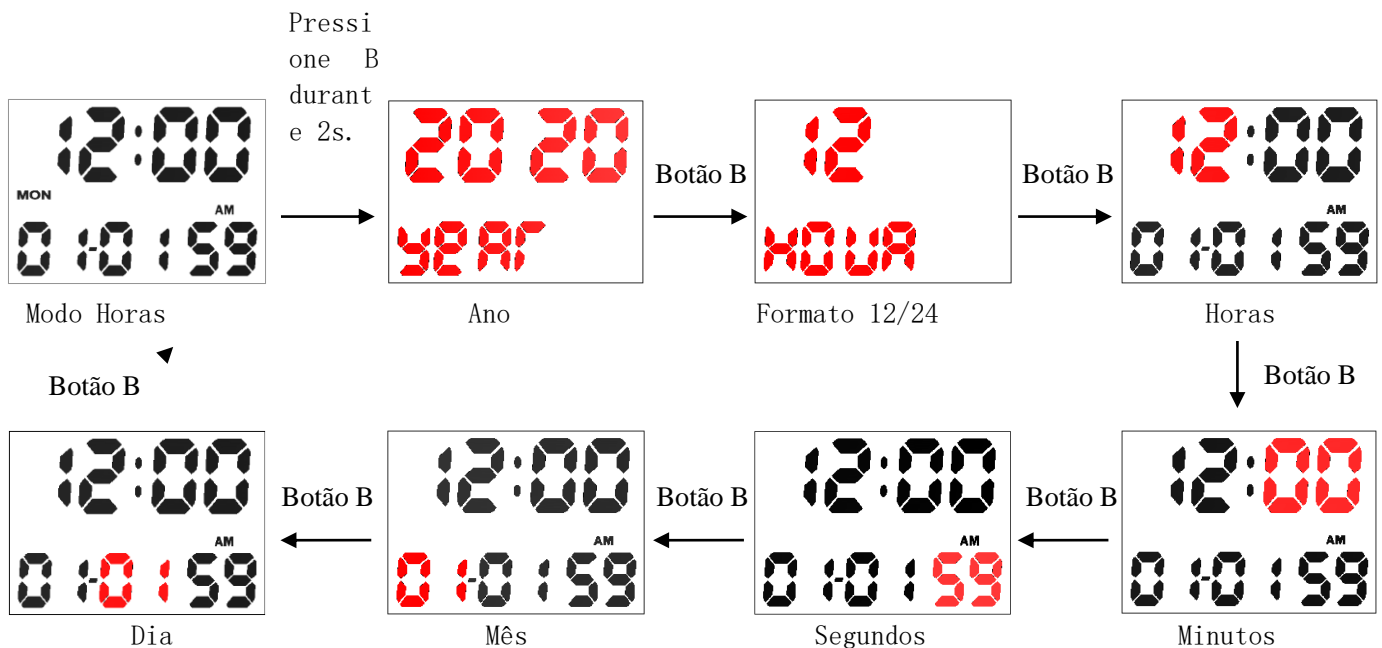 Pressi
one B
durant
e 2s.
12:00
MON
AM
01-01 59
Modo Horas
20 20
yEAr
Ano
Botão B
12
HOUR
Formato 12/24
Botão B
12:00
AM
01-01 59
Horas
Botão B
12:00
AM
01-01 59
Minutos
Botão B
12:00
AM
01-01 59
Segundos
Botão B
12:00
AM
01-01 59
Mês
Botão B
12:00
AM
01-01 59
Dia
Botão B